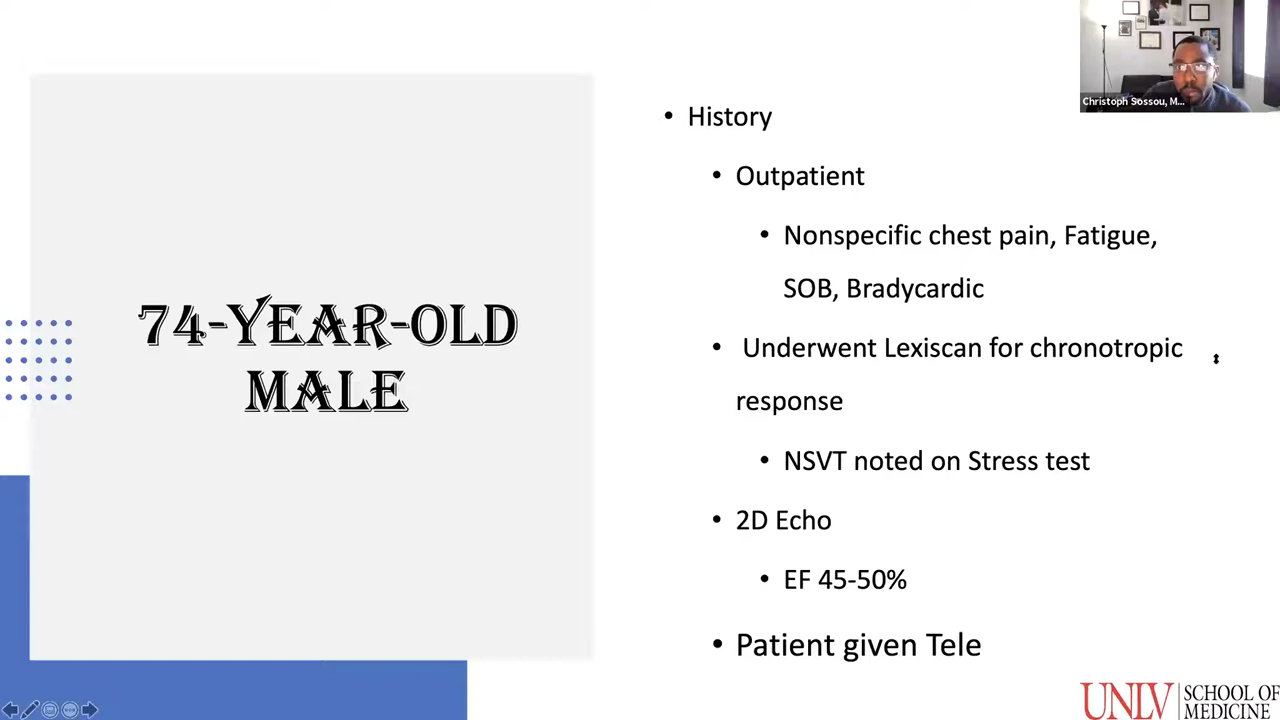 Christoph Sossou, M...
74-YEAR-OLD
MALE
• History
• Outpatient
• Nonspecific chest pain, Fatigue,
SOB, Bradycardic
• Underwent Lexiscan for chronotropic
response
• NSVT noted on Stress test
• 2D Echo
• EF 45-50%
• Patient given Tele
UNLV SCHOOL OF
MEDICINE